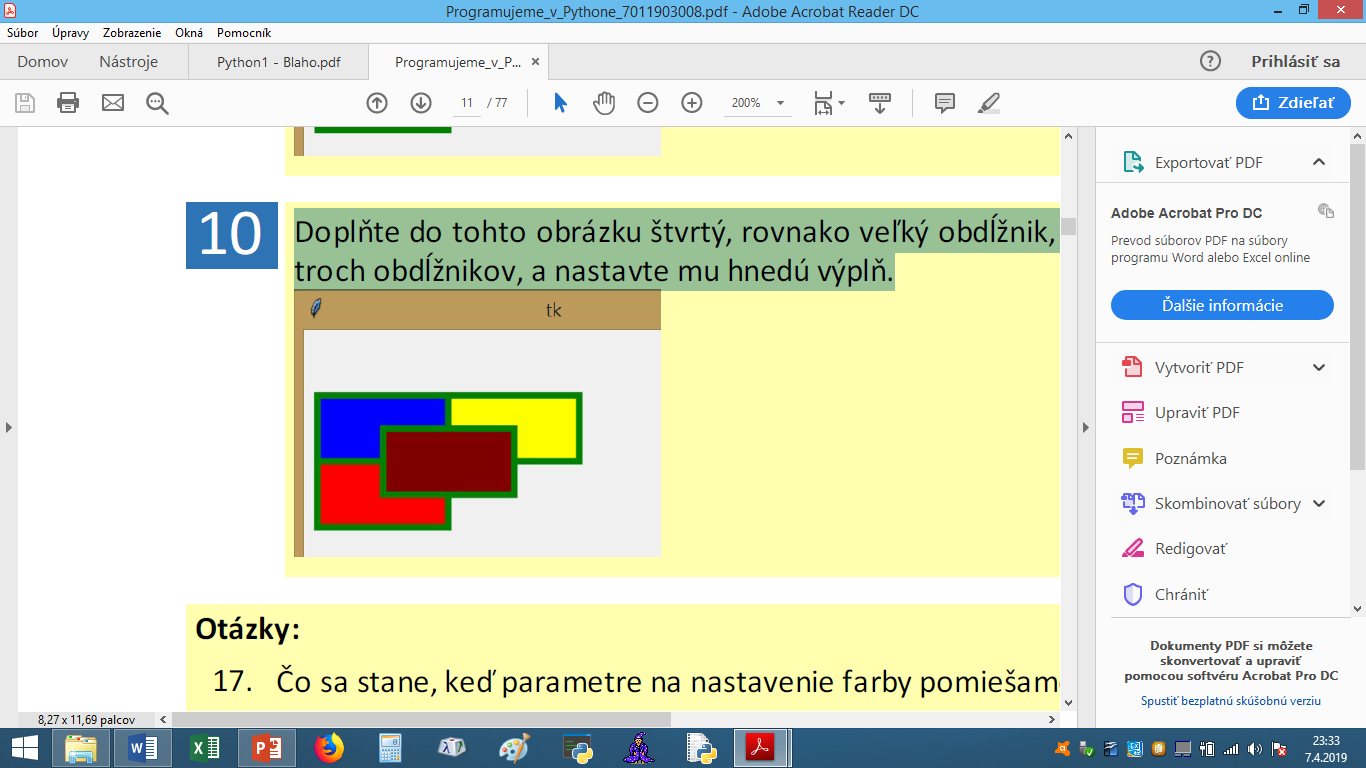 Programujeme_v_Pythone_7011903008.pdf - Adobe Acrobat Reader DC
Súbor Úpravy Zobrazenie Okná Pomocník
Domov Nástroje Python1 - Blaho.pdf Programujeme_v_P... × Prihlásiť sa
11 / 77 200% Zdieľať
10
Doplňte do tohto obrázku štvrtý, rovnako veľký obdĺžnik,
troch obdĺžnikov, a nastavte mu hnedú výplň.
tk
Otázky:
17. Čo sa stane, keď parametre na nastavenie farby pomiešam
8,27 x 11,69 palcov
Exportovať PDF
Adobe Acrobat Pro DC
Prevod súborov PDF na súbory
programu Word alebo Excel online
Ďalšie informácie
Vytvoriť PDF
Upraviť PDF
Poznámka
Skombinovať súbory
Redigovať
Chrániť
Dokumenty PDF si môžete
skonvertovať a upraviť
pomocou softvéru Acrobat Pro DC
Spustiť bezplatnú skúšobnú verziu
23:33
7.4.2019